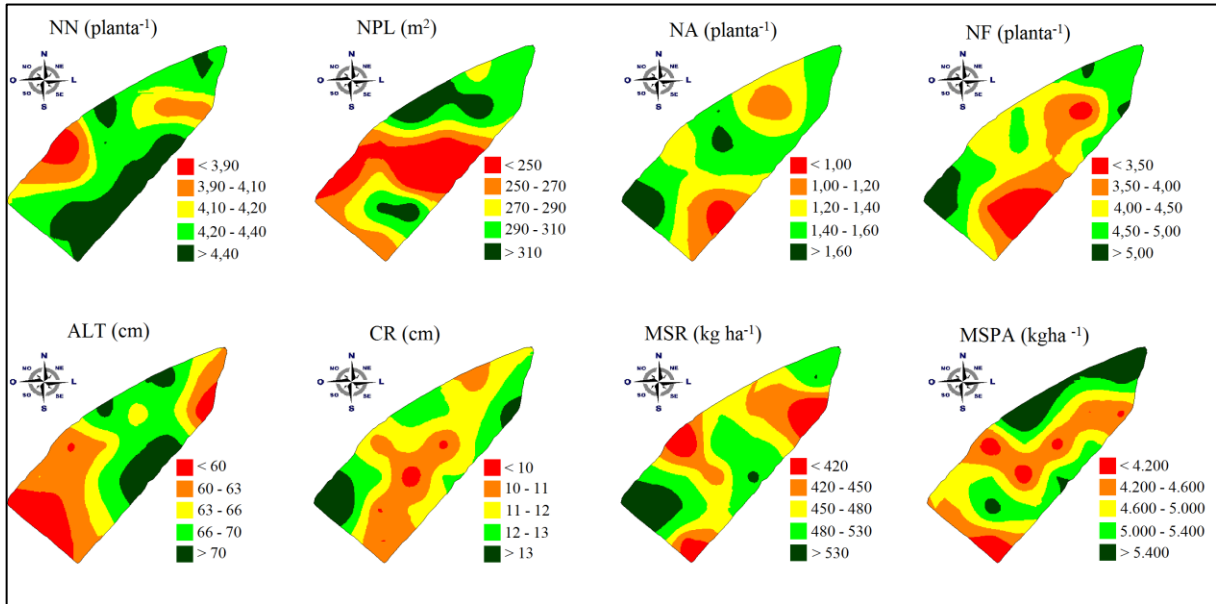 NN (planta⁻¹)
NPL (m²)
NA (planta⁻¹)
NF (planta⁻¹)
N
NO
NE
O
L
SO
SE
S
N
NO
NE
O
L
SO
SE
S
N
NO
NE
O
L
SO
SE
S
N
NO
NE
O
L
SO
SE
S
< 3,90
3,90 - 4,10
4,10 - 4,20
4,20 - 4,40
> 4,40
< 250
250 - 270
270 - 290
290 - 310
> 310
< 1,00
1,00 - 1,20
1,20 - 1,40
1,40 - 1,60
> 1,60
< 3,50
3,50 - 4,00
4,00 - 4,50
4,50 - 5,00
> 5,00
ALT (cm)
CR (cm)
MSR (kg ha⁻¹)
MSPA (kgha ⁻¹)
N
NO
NE
O
L
SO
SE
S
N
NO
NE
O
L
SO
SE
S
N
NO
NE
O
L
SO
SE
S
N
NO
NE
O
L
SO
SE
S
< 60
60 - 63
63 - 66
66 - 70
> 70
< 10
10 - 11
11 - 12
12 - 13
> 13
< 420
420 - 450
450 - 480
480 - 530
> 530
< 4.200
4.200 - 4.600
4.600 - 5.000
5.000 - 5.400
> 5.400